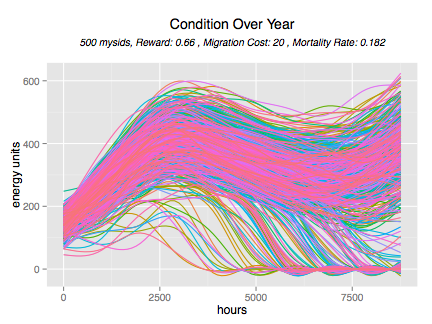 Condition Over Year
500 mysids, Reward: 0.66 , Migration Cost: 20 , Mortality Rate: 0.182
600
400
200
0
energy units
0 2500 5000 7500
hours